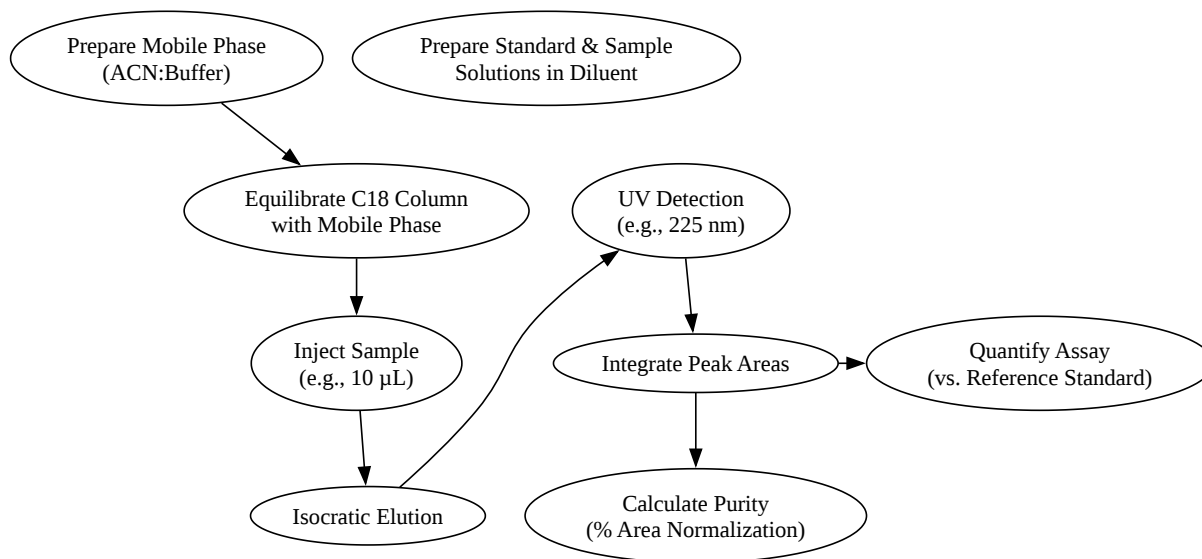 Prepare Mobile Phase
(ACN:Buffer)
Prepare Standard & Sample
Solutions in Diluent
Equilibrate C18 Column
with Mobile Phase
UV Detection
(e.g., 225 nm)
Inject Sample
(e.g., 10 µL)
Integrate Peak Areas
Quantify Assay
(vs. Reference Standard)
Isocratic Elution
Calculate Purity
(% Area Normalization)